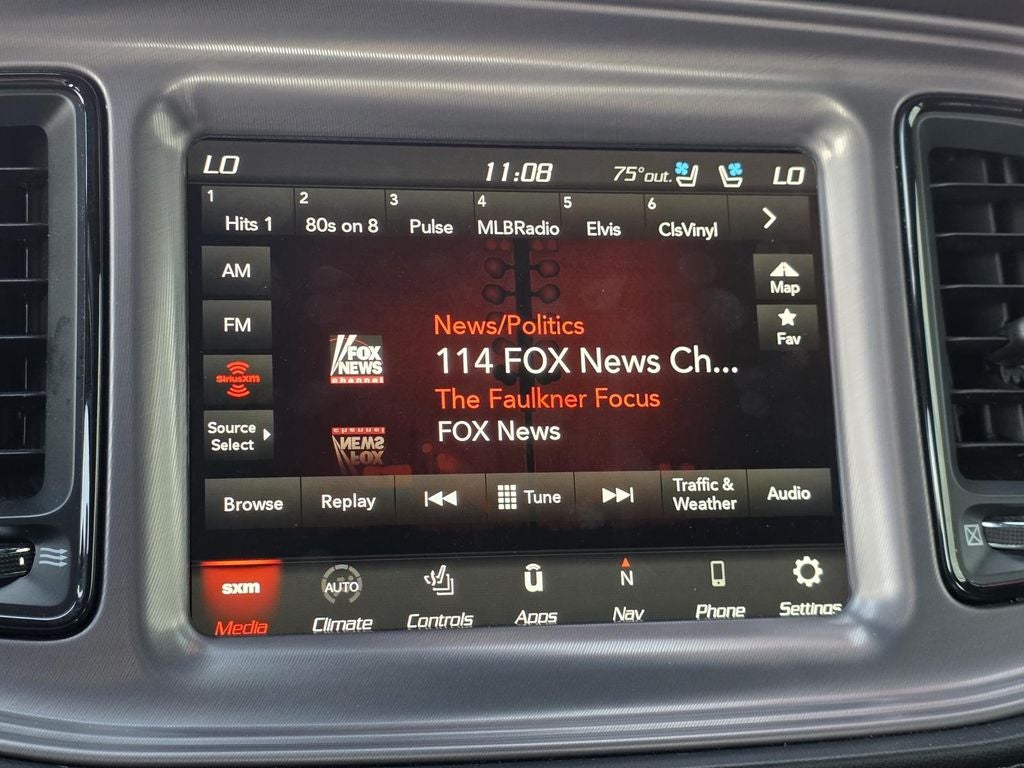 LO 11:08 75°out. LO
1 2 3 4 5 6
Hits 1 80s on 8 Pulse MLBRadio Elvis ClsVinyl
AM
FM
SiriusXM
Source
Select
Map
Fav
FOX
NEWS
channel
News/Politics
114 FOX News Ch...
The Faulkner Focus
FOX News
Browse Replay Tune Traffic & Weather Audio
sxm AUTO N
Media Climate Controls Apps Nav Phone Settings